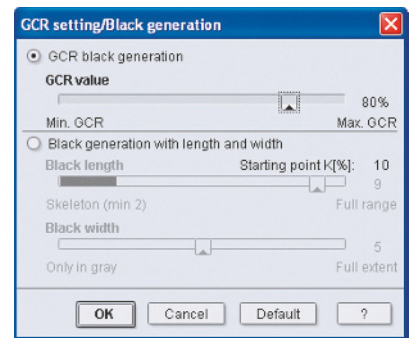 GCR setting/Black generation
GCR black generation
GCR value
80%
Min. GCR Max. GCR
Black generation with length and width
Black length Starting point K[%]: 10
9
Skeleton (min 2) Full range
Black width
5
Only in gray Full extent
OK Cancel Default ?